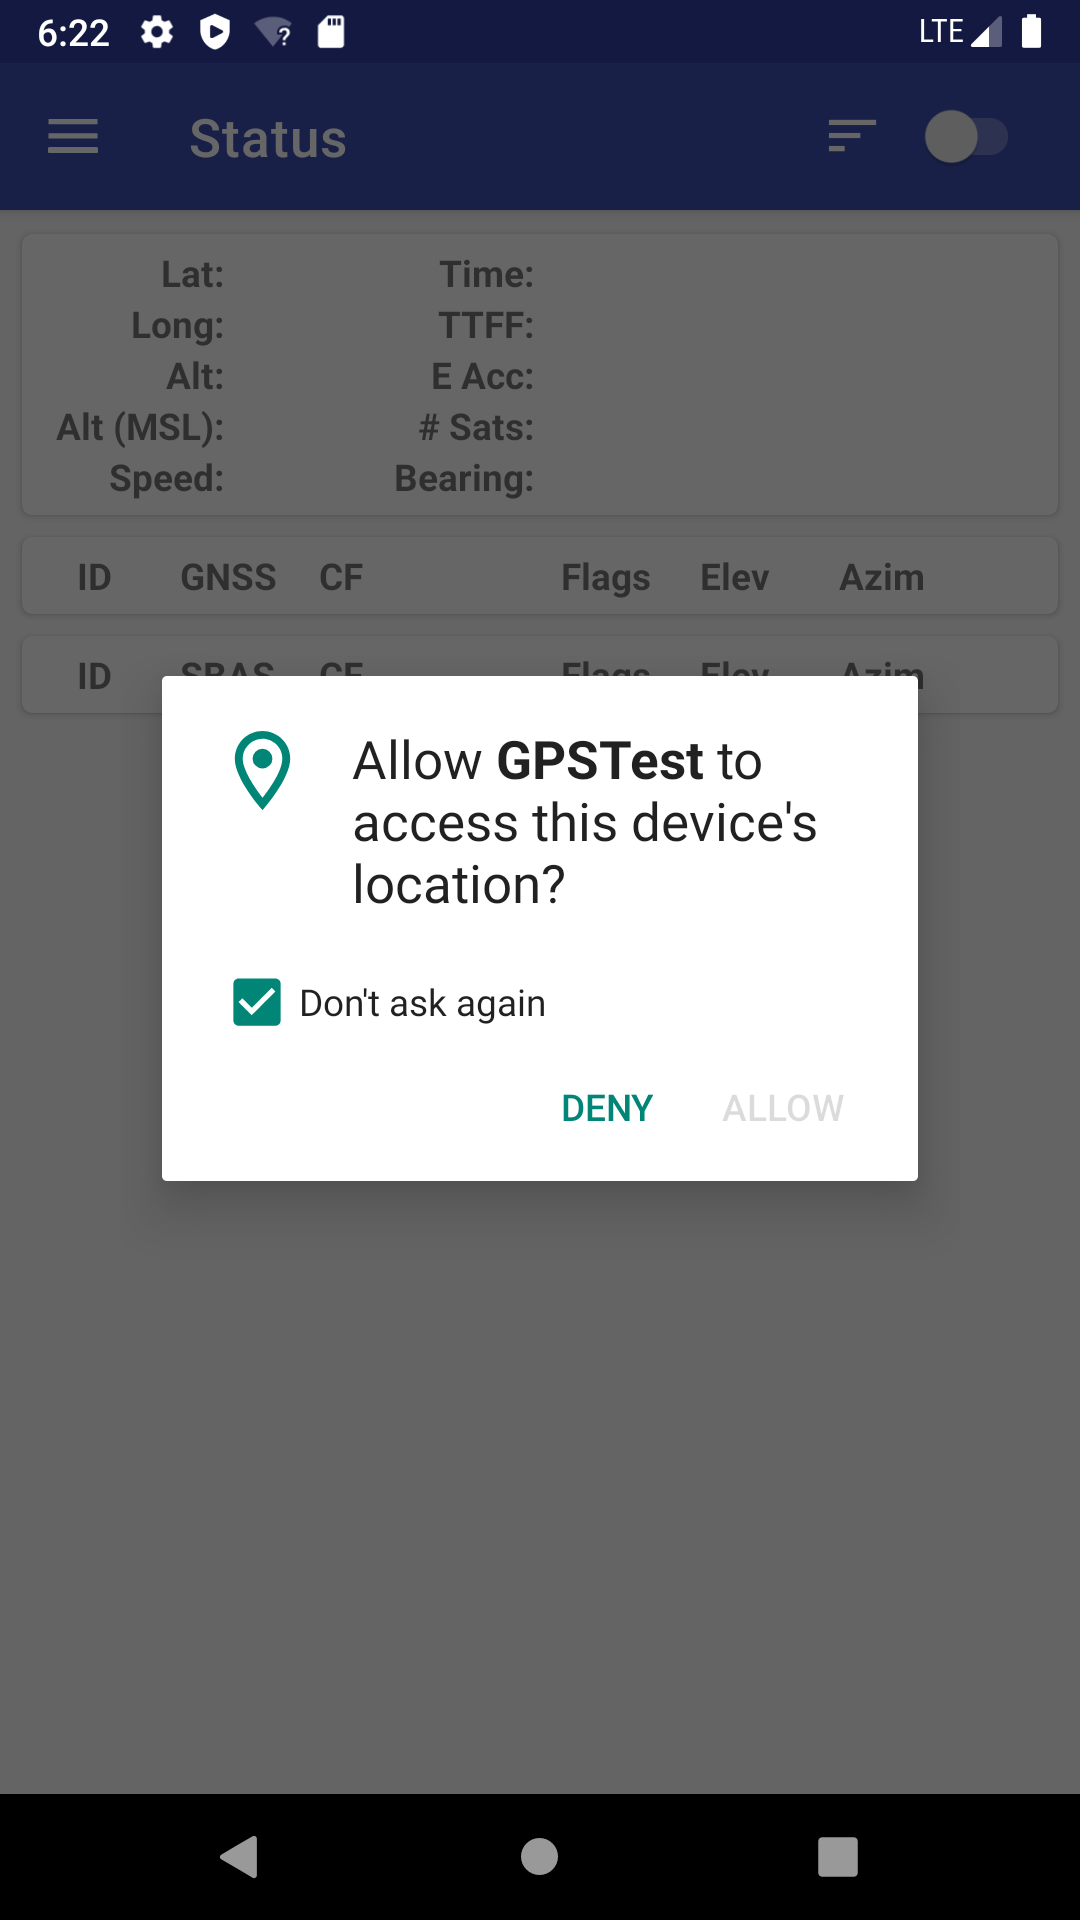 6:22 ? LTE
Status
Lat: Time:
Long: TTFF:
Alt: E Acc:
Alt (MSL): # Sats:
Speed: Bearing:
ID GNSS CF Flags Elev Azim
ID SBAS CF Flags Elev Azim
Allow GPSTest to
access this device's
location?
Don't ask again
DENY ALLOW